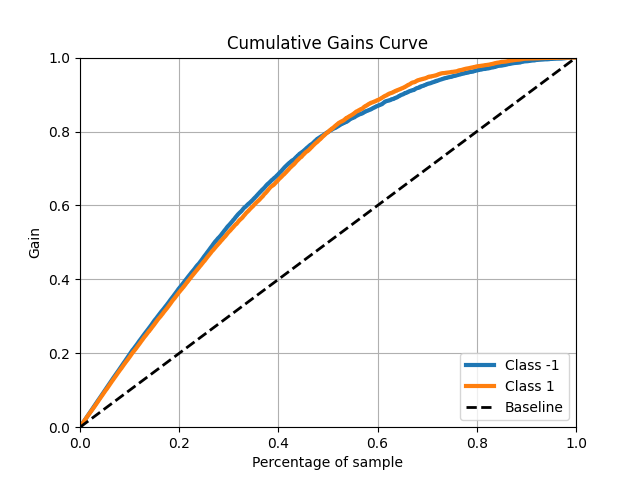 Cumulative Gains Curve
1.0
0.8
0.6
0.4
0.2
0.0
Gain
0.0 0.2 0.4 0.6 0.8 1.0
Percentage of sample
Class -1
Class 1
Baseline